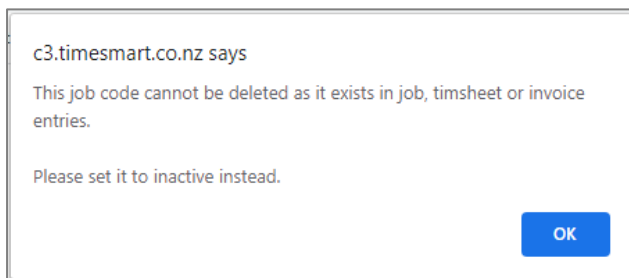 c3.timesmart.co.nz says
This job code cannot be deleted as it exists in job, timsheet or invoice
entries.
Please set it to inactive instead.
OK